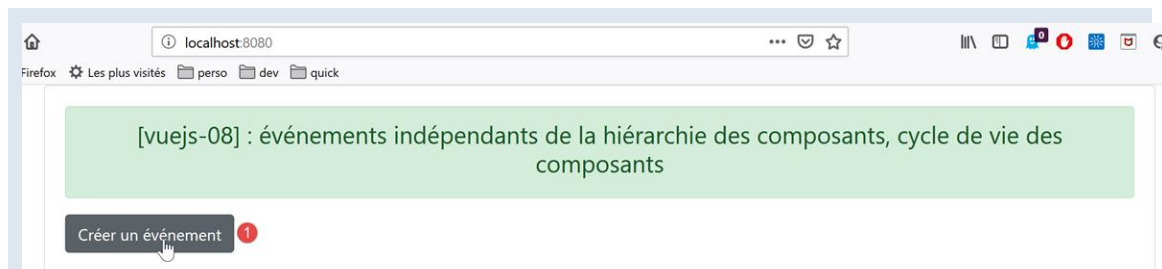 localhost:8080
0
Firefox Les plus visités perso dev quick
[vuejs-08] : événements indépendants de la hiérarchie des composants, cycle de vie des
composants
Créer un événement 1